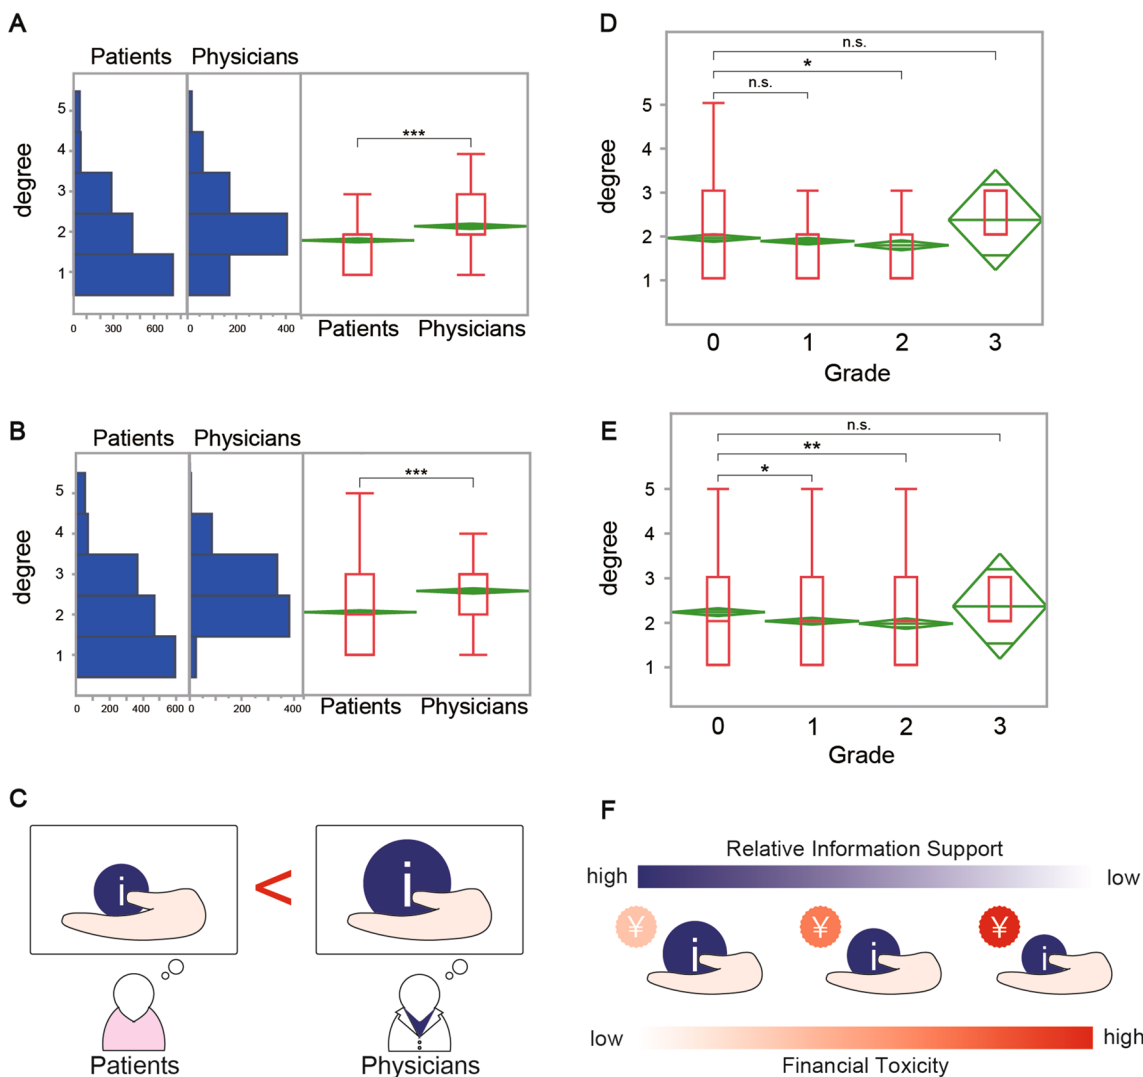 A
Patients Physicians
degree
5
4
3
2
1
***
0 300 600
0 200 400
Patients Physicians
B
Patients Physicians
degree
5
4
3
2
1
***
0 200 400 600
0 200 400
Patients Physicians
C
i
<
i
Patients
Physicians
D
n.s.
*
n.s.
degree
5
4
3
2
1
0 1 2 3
Grade
E
n.s.
**
*
degree
5
4
3
2
1
0 1 2 3
Grade
F
Relative Information Support
high low
¥ i ¥ i ¥ i
low high
Financial Toxicity